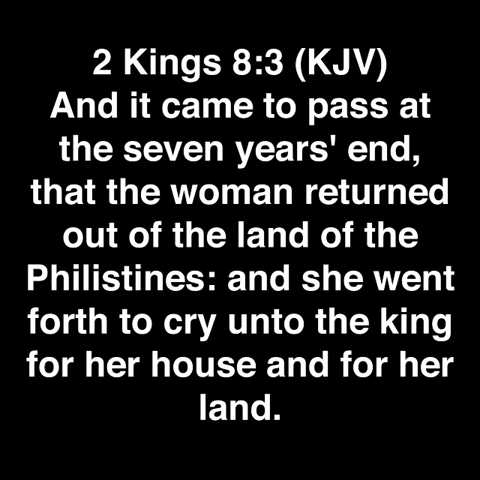 2 Kings 8:3 (KJV)
And it came to pass at
the seven years' end,
that the woman returned
out of the land of the
Philistines: and she went
forth to cry unto the king
for her house and for her
land.